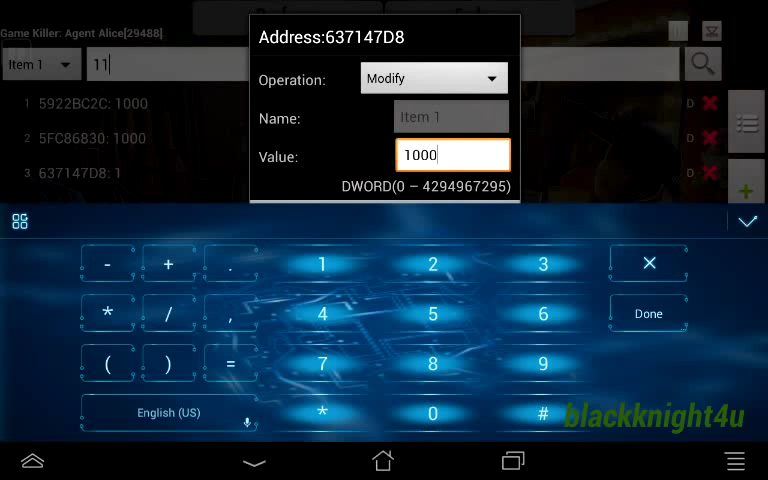 Game Killer: Agent Alice[29488]
Item 1
11
1 5922BC2C: 1000
D
2 5FC86830: 1000
D
3 637147D8: 1
D
Address:637147D8
Operation:
Modify
Name:
Item 1
Value:
1000
DWORD(0 – 4294967295)
- + . 1 2 3
* / , 4 5 6 Done
( ) = 7 8 9
English (US) * 0 #
blackknight4u